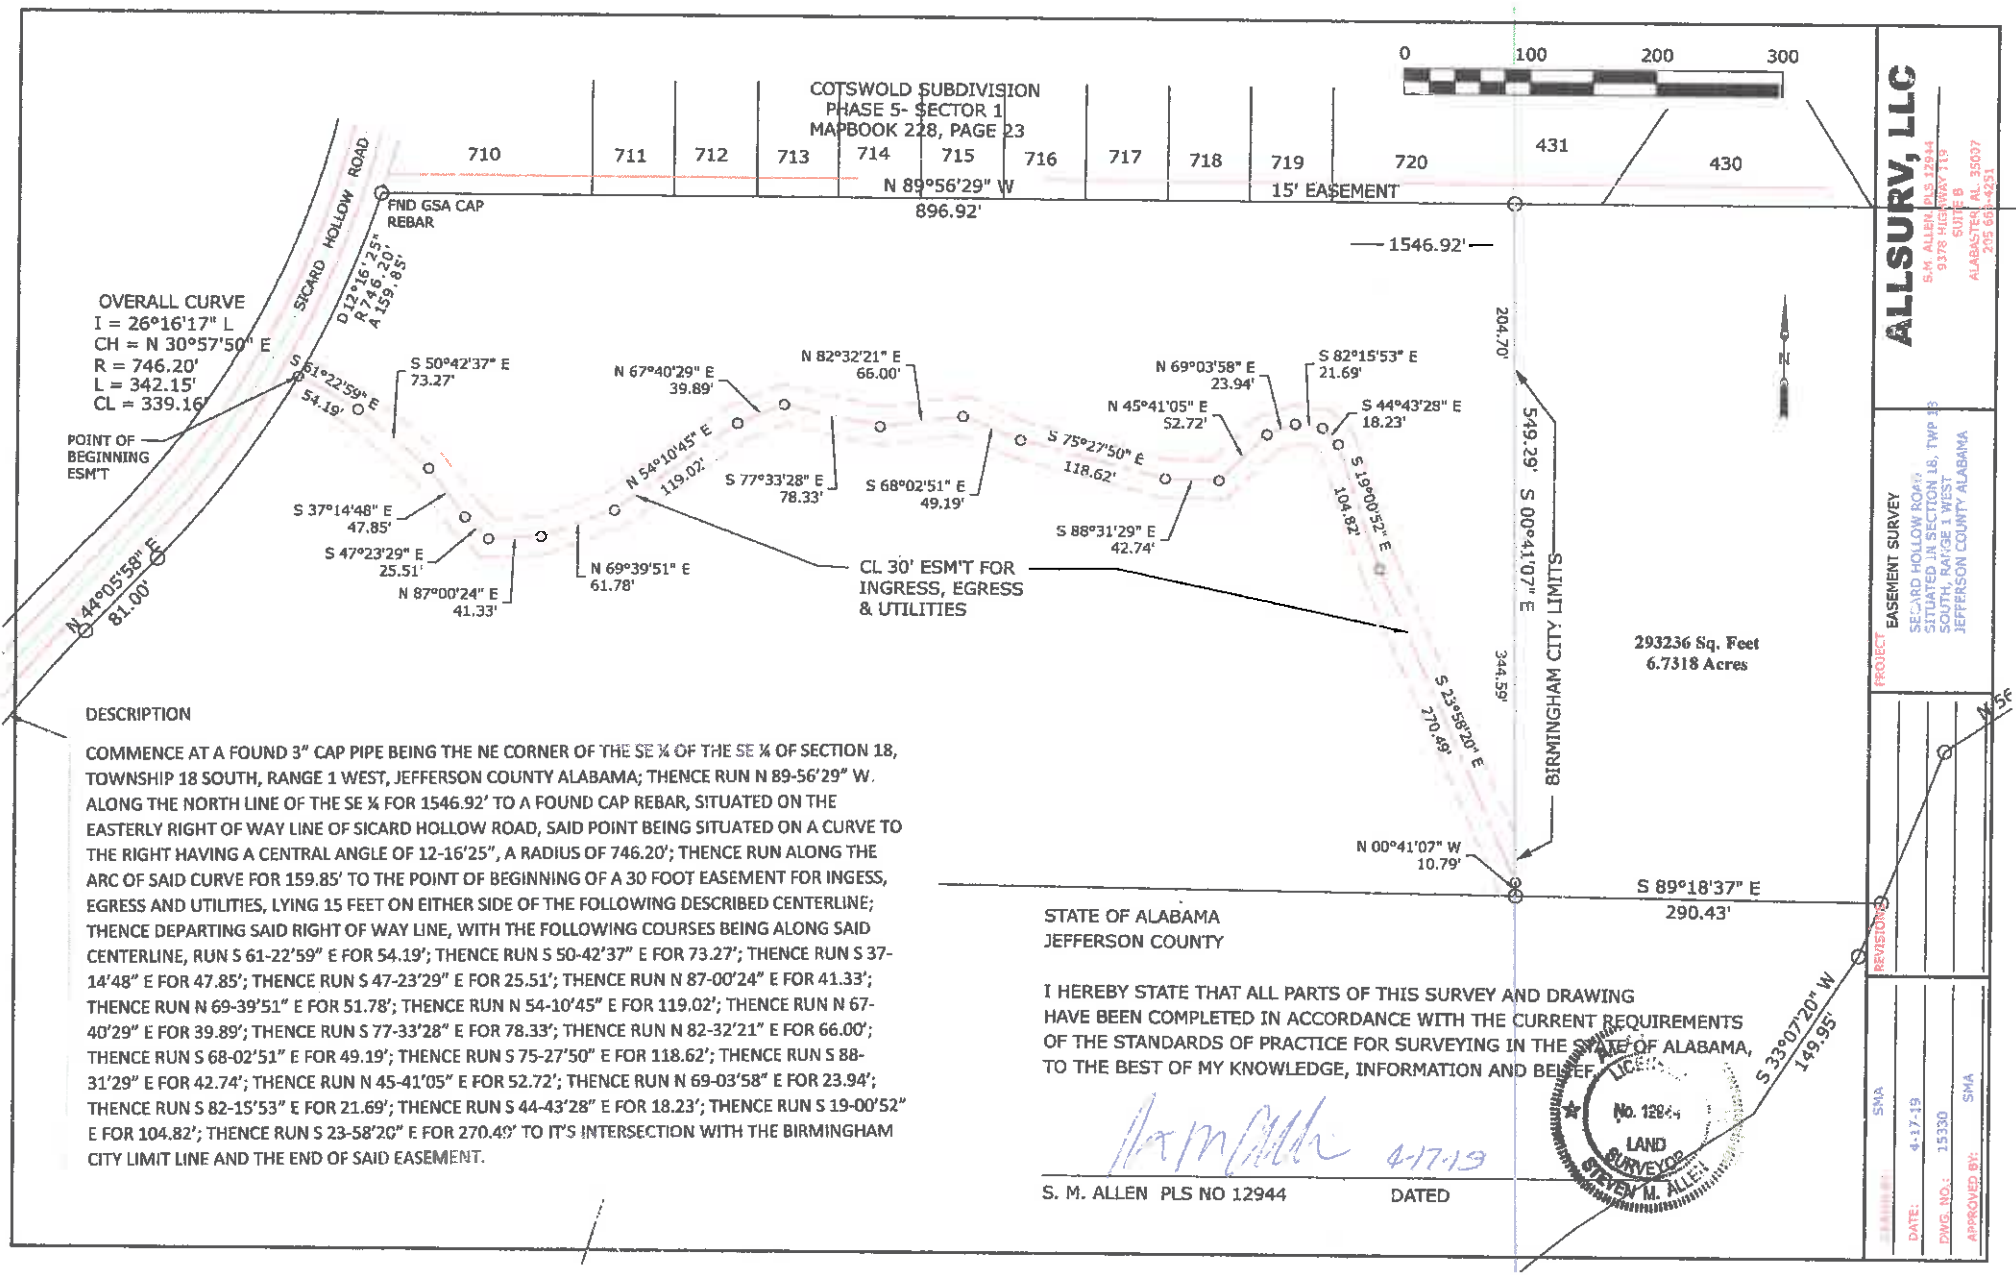 COTSWOLD SUBDIVISION
PHASE 5- SECTOR 1
MAPBOOK 228, PAGE 23
0 100 200 300
710 711 712 713 714 715 716 717 718 719 720 431 430
N 89°56'29" W
896.92'
15' EASEMENT
1546.92'
FND GSA CAP
REBAR
SICARD HOLLOW ROAD
D 12°16'25"
R 746.20'
A 159.85'
OVERALL CURVE
I = 26°16'17" L
CH = N 30°57'50" E
R = 746.20'
L = 342.15'
CL = 339.16'
POINT OF
BEGINNING
ESM'T
S 61°22'59" E
54.19'
S 50°42'37" E
73.27'
S 37°14'48" E
47.85'
S 47°23'29" E
25.51'
N 87°00'24" E
41.33'
N 69°39'51" E
61.78'
N 54°10'45" E
119.02'
N 67°40'29" E
39.89'
S 77°33'28" E
78.33'
N 82°32'21" E
66.00'
S 68°02'51" E
49.19'
S 75°27'50" E
118.62'
S 88°31'29" E
42.74'
N 45°41'05" E
52.72'
N 69°03'58" E
23.94'
S 82°15'53" E
21.69'
S 44°43'28" E
18.23'
S 19°00'52" E
104.82'
S 23°58'20" E
270.49'
CL 30' ESM'T FOR
INGRESS, EGRESS
& UTILITIES
204.70'
549.29' S 00°41'07" E
344.59'
BIRMINGHAM CITY LIMITS
N
293236 Sq. Feet
6.7318 Acres
N 00°41'07" W
10.79'
S 89°18'37" E
290.43'
S 33°07'20" W
149.95'
N 44°05'58" E
81.00'
DESCRIPTION
COMMENCE AT A FOUND 3" CAP PIPE BEING THE NE CORNER OF THE SE ¼ OF THE SE ¼ OF SECTION 18,
TOWNSHIP 18 SOUTH, RANGE 1 WEST, JEFFERSON COUNTY ALABAMA; THENCE RUN N 89-56'29" W.
ALONG THE NORTH LINE OF THE SE ¼ FOR 1546.92' TO A FOUND CAP REBAR, SITUATED ON THE
EASTERLY RIGHT OF WAY LINE OF SICARD HOLLOW ROAD, SAID POINT BEING SITUATED ON A CURVE TO
THE RIGHT HAVING A CENTRAL ANGLE OF 12-16'25", A RADIUS OF 746.20'; THENCE RUN ALONG THE
ARC OF SAID CURVE FOR 159.85' TO THE POINT OF BEGINNING OF A 30 FOOT EASEMENT FOR INGESS,
EGRESS AND UTILITIES, LYING 15 FEET ON EITHER SIDE OF THE FOLLOWING DESCRIBED CENTERLINE;
THENCE DEPARTING SAID RIGHT OF WAY LINE, WITH THE FOLLOWING COURSES BEING ALONG SAID
CENTERLINE, RUN S 61-22'59" E FOR 54.19'; THENCE RUN S 50-42'37" E FOR 73.27'; THENCE RUN S 37-
14'48" E FOR 47.85'; THENCE RUN S 47-23'29" E FOR 25.51'; THENCE RUN N 87-00'24" E FOR 41.33';
THENCE RUN N 69-39'51" E FOR 51.78'; THENCE RUN N 54-10'45" E FOR 119.02'; THENCE RUN N 67-
40'29" E FOR 39.89'; THENCE RUN S 77-33'28" E FOR 78.33'; THENCE RUN N 82-32'21" E FOR 66.00';
THENCE RUN S 68-02'51" E FOR 49.19'; THENCE RUN S 75-27'50" E FOR 118.62'; THENCE RUN S 88-
31'29" E FOR 42.74'; THENCE RUN N 45-41'05" E FOR 52.72'; THENCE RUN N 69-03'58" E FOR 23.94';
THENCE RUN S 82-15'53" E FOR 21.69'; THENCE RUN S 44-43'28" E FOR 18.23'; THENCE RUN S 19-00'52"
E FOR 104.82'; THENCE RUN S 23-58'20" E FOR 270.49' TO IT'S INTERSECTION WITH THE BIRMINGHAM
CITY LIMIT LINE AND THE END OF SAID EASEMENT.
STATE OF ALABAMA
JEFFERSON COUNTY
I HEREBY STATE THAT ALL PARTS OF THIS SURVEY AND DRAWING
HAVE BEEN COMPLETED IN ACCORDANCE WITH THE CURRENT REQUIREMENTS
OF THE STANDARDS OF PRACTICE FOR SURVEYING IN THE STATE OF ALABAMA,
TO THE BEST OF MY KNOWLEDGE, INFORMATION AND BELIEF.
4-17-19
S. M. ALLEN PLS NO 12944 DATED
No. 12944
LAND
SURVEYOR
STEVEN M. ALLEN
ALLSURV, LLC
S.M. ALLEN, PLS 12944
9378 HIGHWAY 119
SUITE B
ALABASTER, AL. 35007
205 663-4251
PROJECT
EASEMENT SURVEY
SICARD HOLLOW ROAD
SITUATED IN SECTION 18, TWP 18
SOUTH, RANGE 1 WEST
JEFFERSON COUNTY ALABAMA
REVISIONS
SMA
DATE: 4-17-19
DWG. NO.: 15330
APPROVED BY: SMA